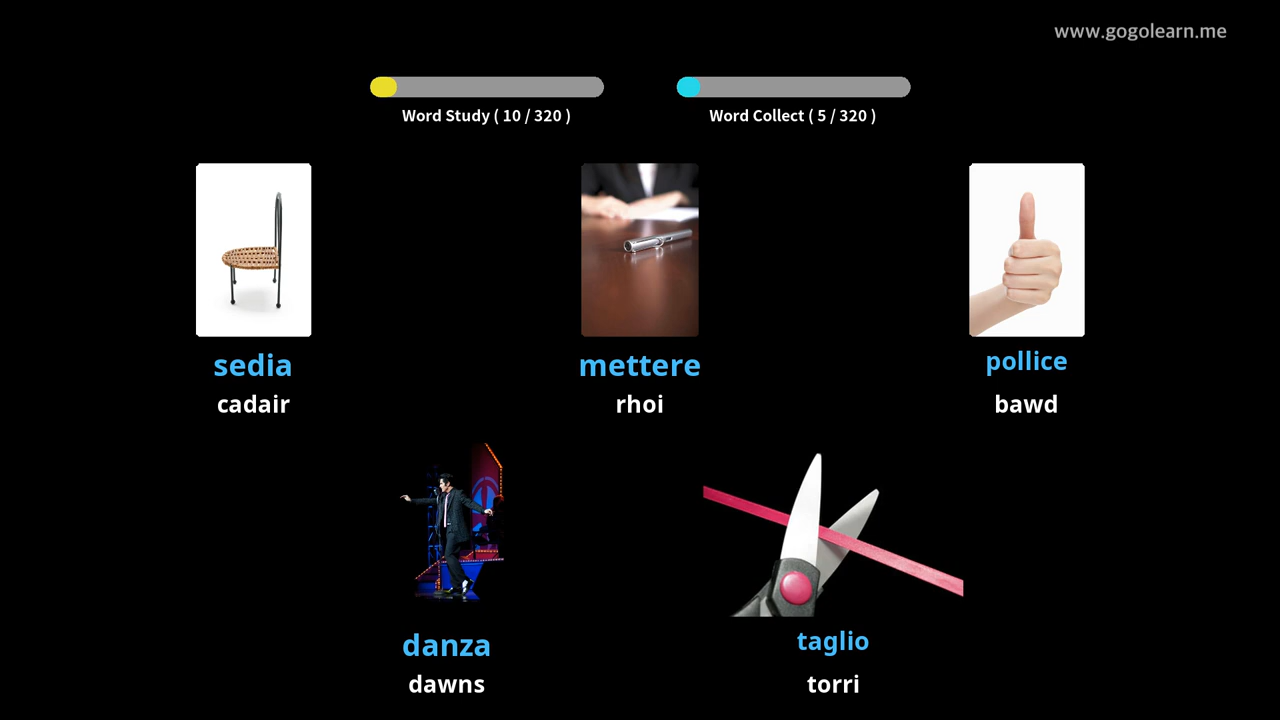 www.gogolearn.me
Word Study ( 10 / 320 )
Word Collect ( 5 / 320 )
sedia
cadair
mettere
rhoi
pollice
bawd
danza
dawns
taglio
torri